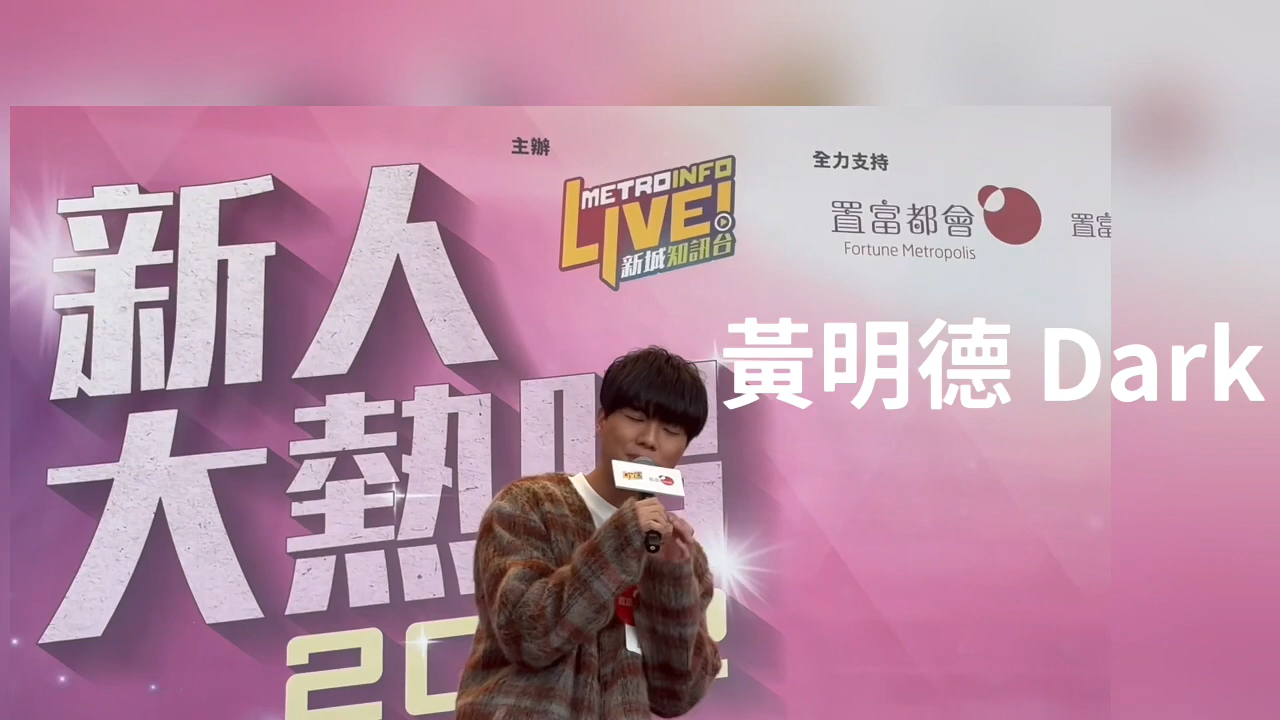 主辦
METROINFO
LIVE!
新城知訊台
全力支持
置富都會
Fortune Metropolis
置富
新人
大熱唱
黃明德 Dark